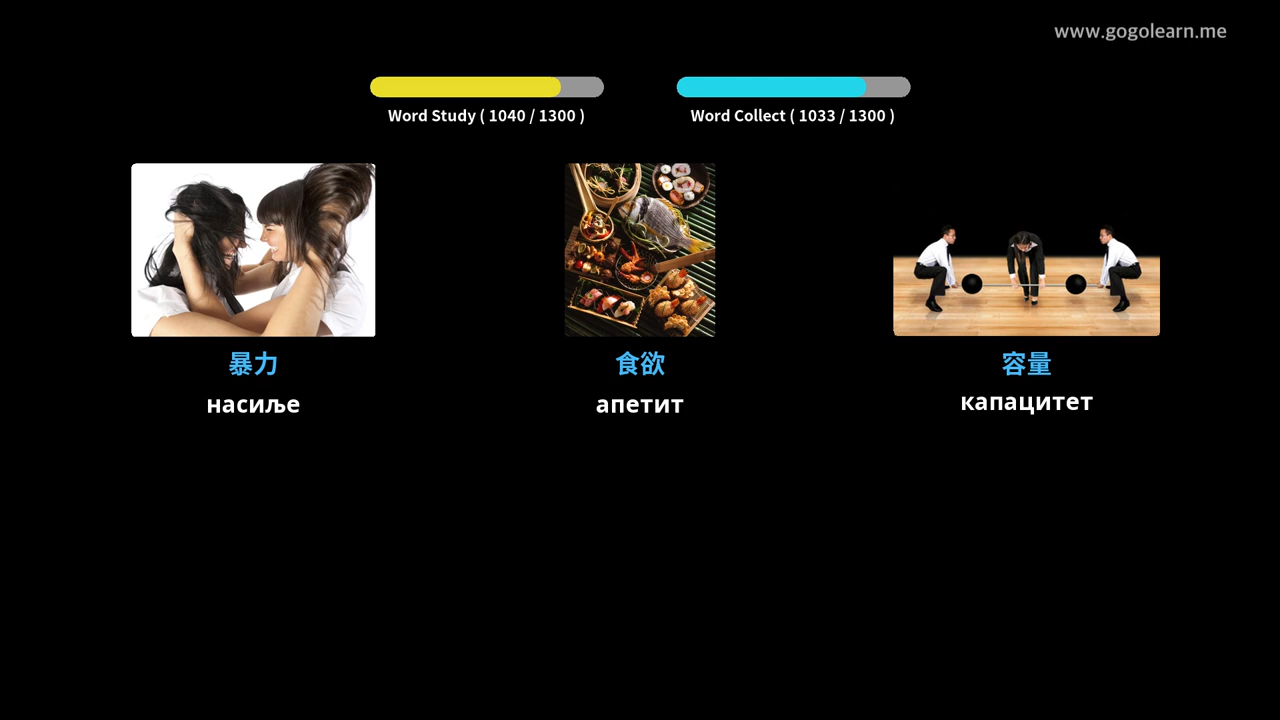 www.gogolearn.me
Word Study ( 1040 / 1300 )
Word Collect ( 1033 / 1300 )
暴力
食欲
容量
насиље
апетит
капацитет